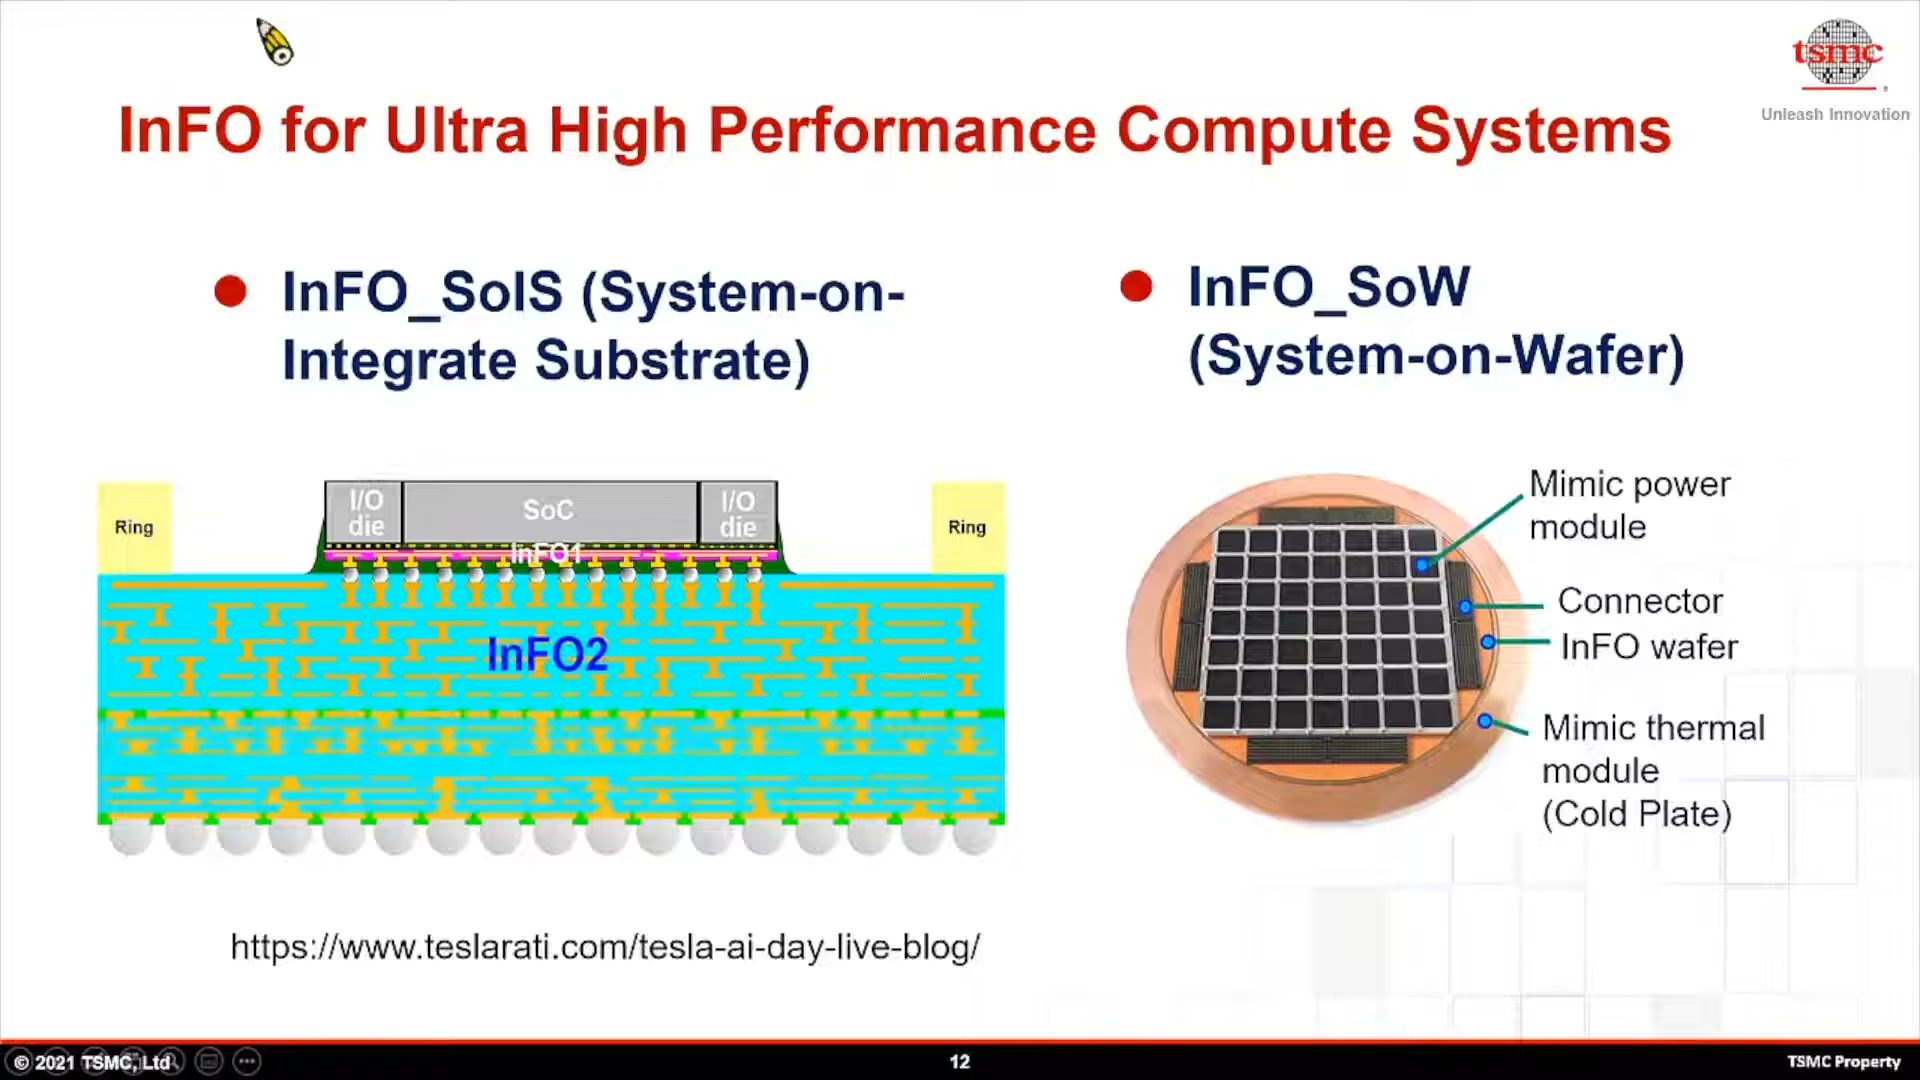 tsmc
Unleash Innovation
InFO for Ultra High Performance Compute Systems
InFO_SoIS (System-on-
Integrate Substrate)
InFO_SoW
(System-on-Wafer)
Ring
I/O
die
SoC
I/O
die
Ring
InFO1
InFO2
Mimic power
module
Connector
InFO wafer
Mimic thermal
module
(Cold Plate)
https://www.teslarati.com/tesla-ai-day-live-blog/
© 2021 TSMC, Ltd
12
TSMC Property